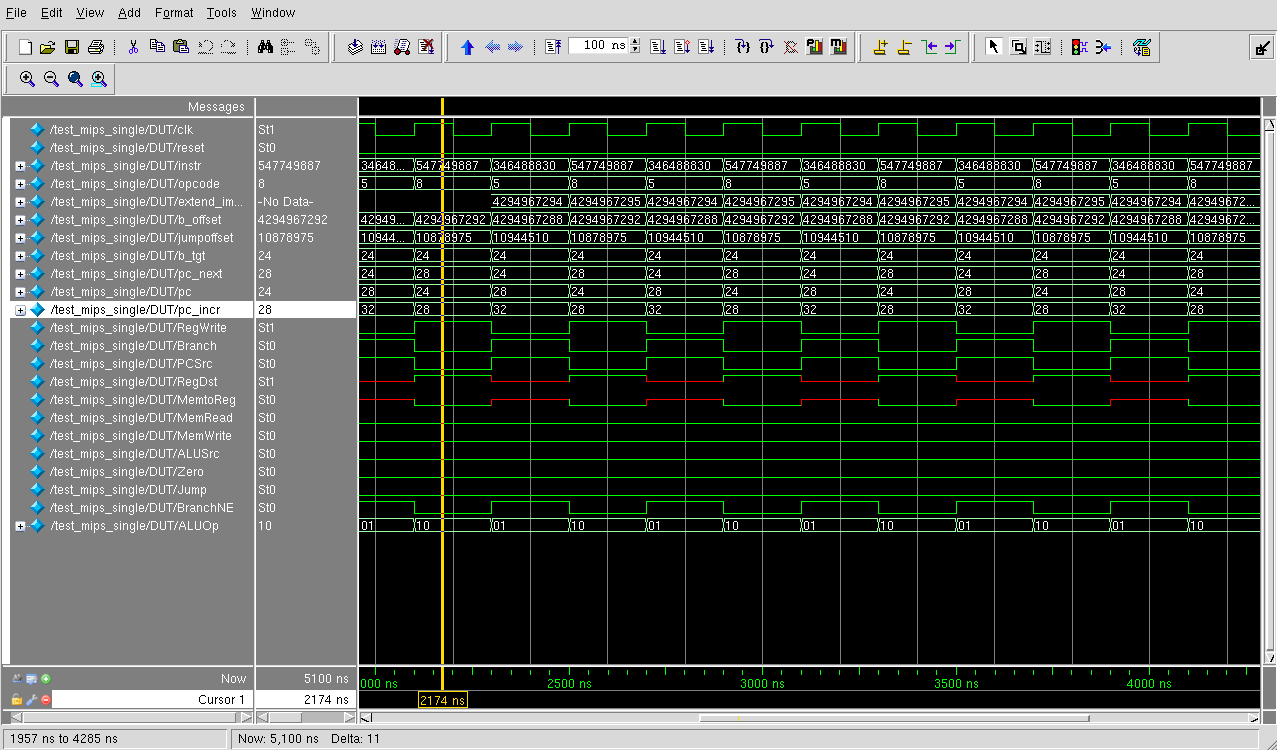 File Edit View Add Format Tools Window
100 ns
Messages
/test_mips_single/DUT/clk St1
/test_mips_single/DUT/reset St0
/test_mips_single/DUT/instr 547749887 34648... 547749887 346488830 547749887 346488830 547749887 346488830 547749887 346488830 547749887 346488830 547749887
/test_mips_single/DUT/opcode 8 5 8 5 8 5 8 5 8 5 8 5 8
/test_mips_single/DUT/extend_im... -No Data- 4294967294 4294967295 4294967294 4294967295 4294967294 4294967295 4294967294 4294967295 4294967294 42949672...
/test_mips_single/DUT/b_offset 4294967292 42949... 4294967292 4294967288 4294967292 4294967288 4294967292 4294967288 4294967292 4294967288 4294967292 4294967288 42949672...
/test_mips_single/DUT/jumpoffset 10878975 10944... 10878975 10944510 10878975 10944510 10878975 10944510 10878975 10944510 10878975 10944510 10878975
/test_mips_single/DUT/b_tgt 24 24 24 24 24 24 24 24 24 24 24 24 24
/test_mips_single/DUT/pc_next 28 24 28 24 28 24 28 24 28 24 28 24 28
/test_mips_single/DUT/pc 24 28 24 28 24 28 24 28 24 28 24 28 24
/test_mips_single/DUT/pc_incr 28 32 28 32 28 32 28 32 28 32 28 32 28
/test_mips_single/DUT/RegWrite St1
/test_mips_single/DUT/Branch St0
/test_mips_single/DUT/PCSrc St0
/test_mips_single/DUT/RegDst St1
/test_mips_single/DUT/MemtoReg St0
/test_mips_single/DUT/MemRead St0
/test_mips_single/DUT/MemWrite St0
/test_mips_single/DUT/ALUSrc St0
/test_mips_single/DUT/Zero St0
/test_mips_single/DUT/Jump St0
/test_mips_single/DUT/BranchNE St0
/test_mips_single/DUT/ALUOp 10 01 10 01 10 01 10 01 10 01 10 01 10
Now 5100 ns 000 ns 2500 ns 3000 ns 3500 ns 4000 ns
Cursor 1 2174 ns 2174 ns
1957 ns to 4285 ns Now: 5,100 ns Delta: 11